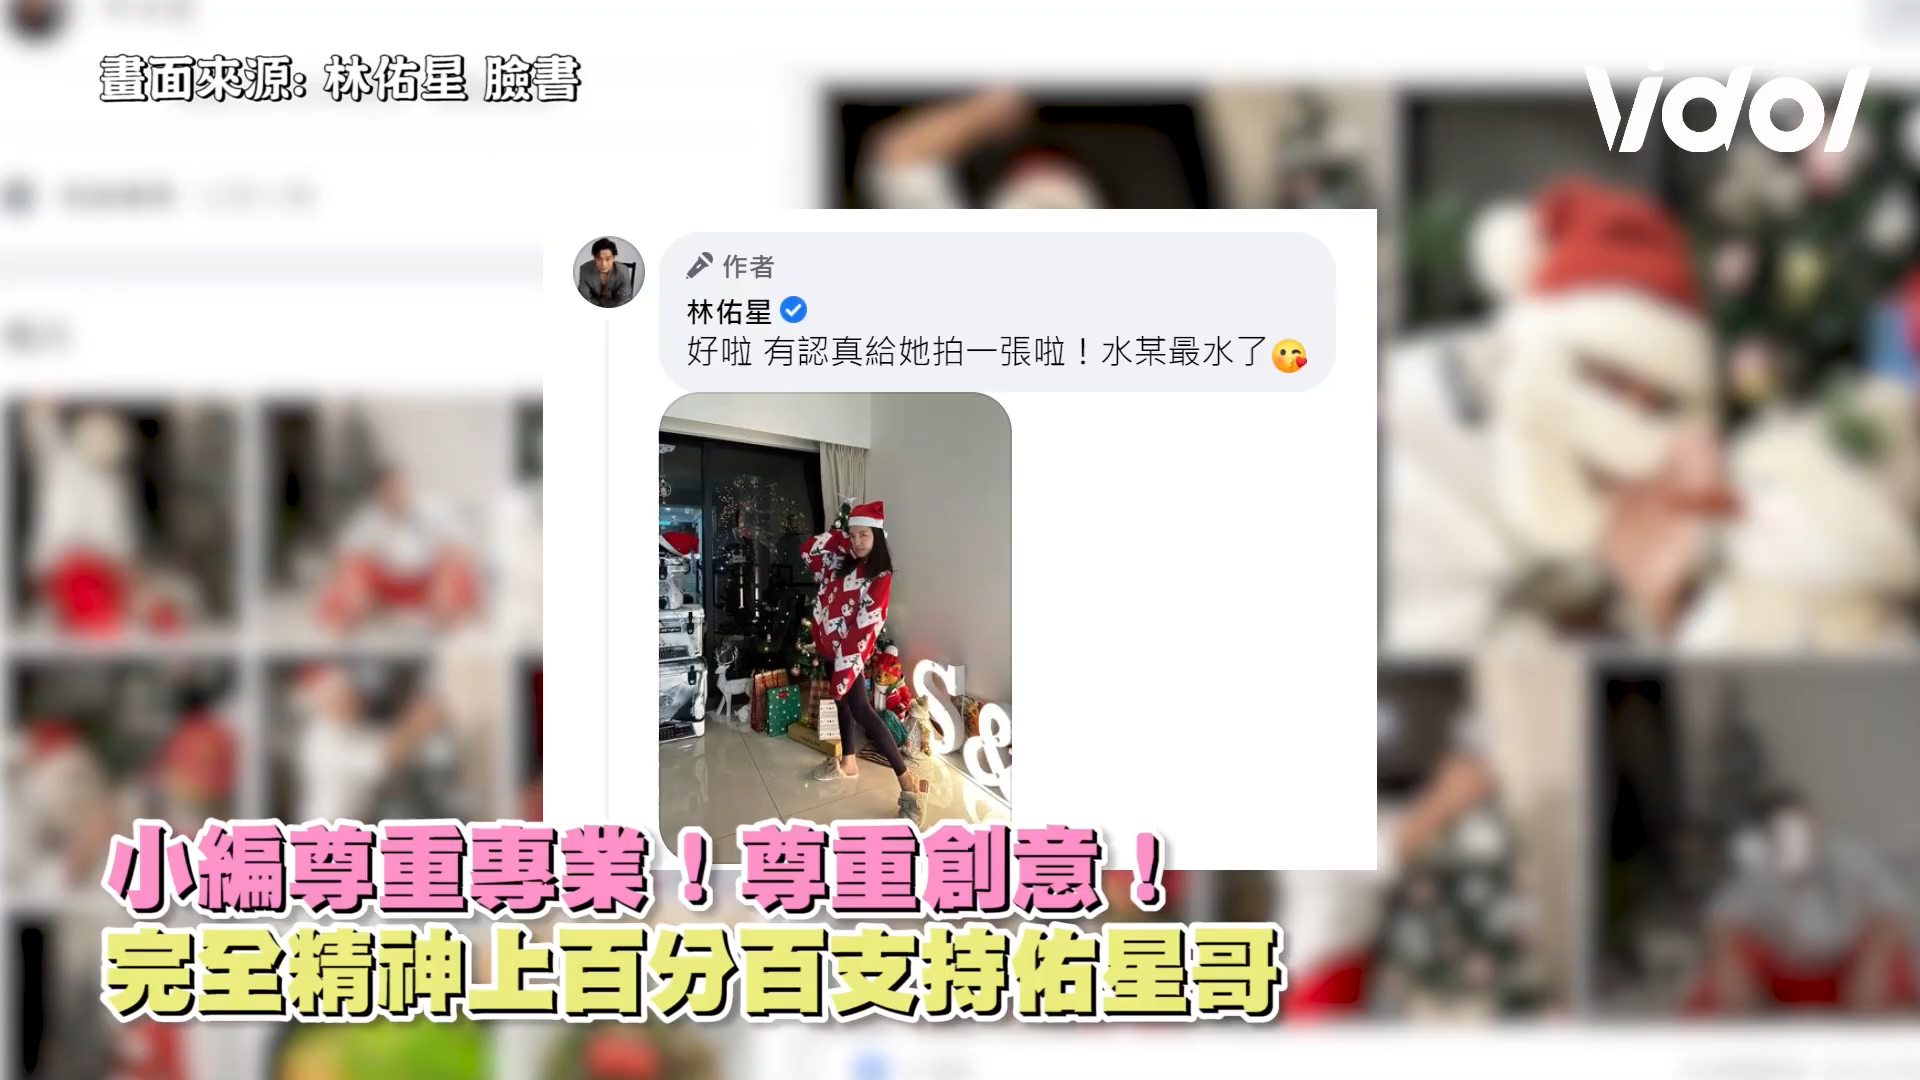 畫面來源: 林佑星 臉書
Vidol
作者
林佑星
好啦 有認真給她拍一張啦！水某最水了😘
S&
小編尊重專業！尊重創意！
完全精神上百分百支持佑星哥